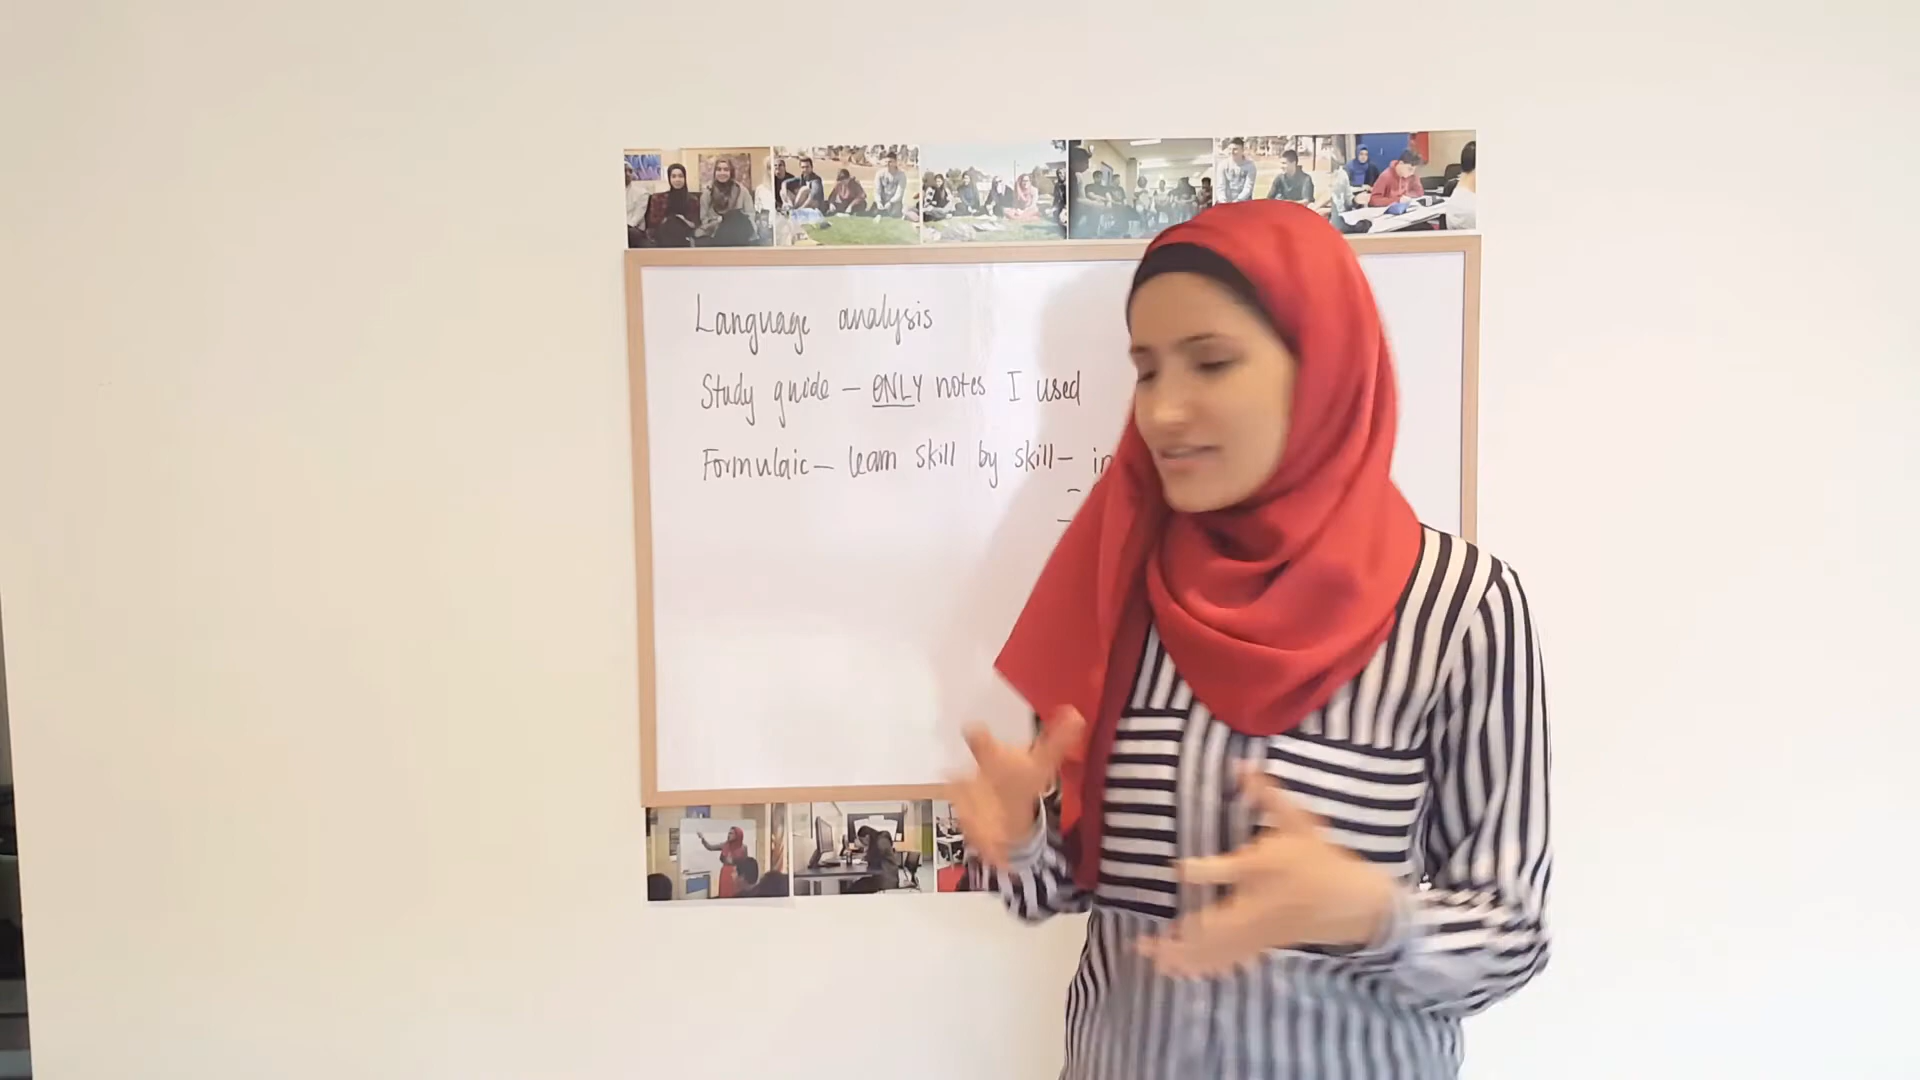 Language analysis
Study guide - ONLY notes I used
Formulaic - learn skill by skill -